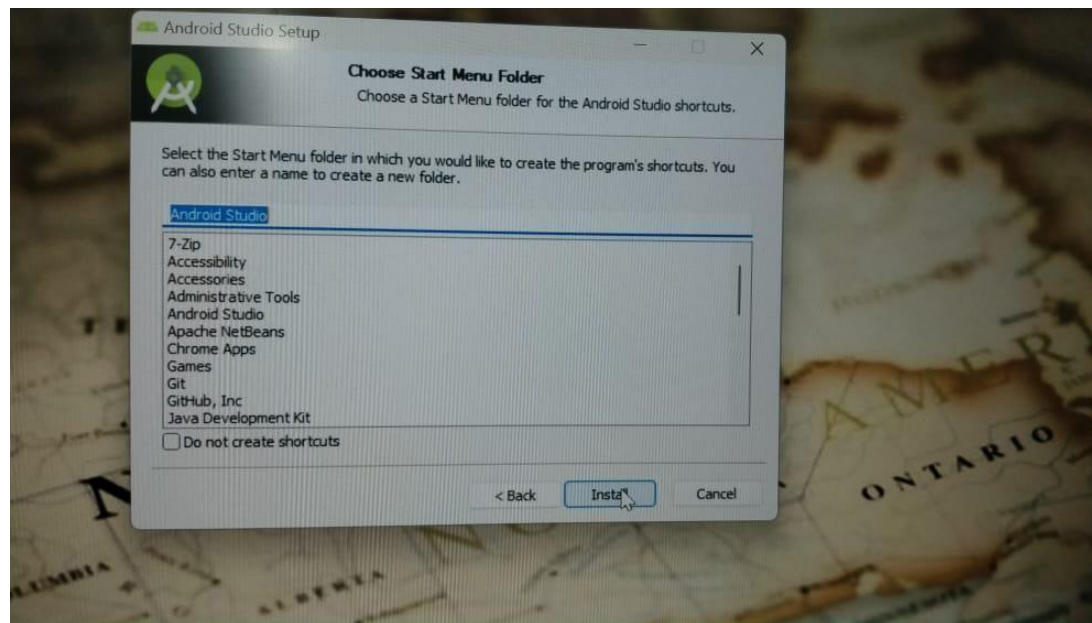 Android Studio Setup
Choose Start Menu Folder
Choose a Start Menu folder for the Android Studio shortcuts.
Select the Start Menu folder in which you would like to create the program's shortcuts. You
can also enter a name to create a new folder.
Android Studio
7-Zip
Accessibility
Accessories
Administrative Tools
Android Studio
Apache NetBeans
Chrome Apps
Games
Git
GitHub, Inc
Java Development Kit
Do not create shortcuts
< Back Install Cancel
ONTARIO
ALBERTA